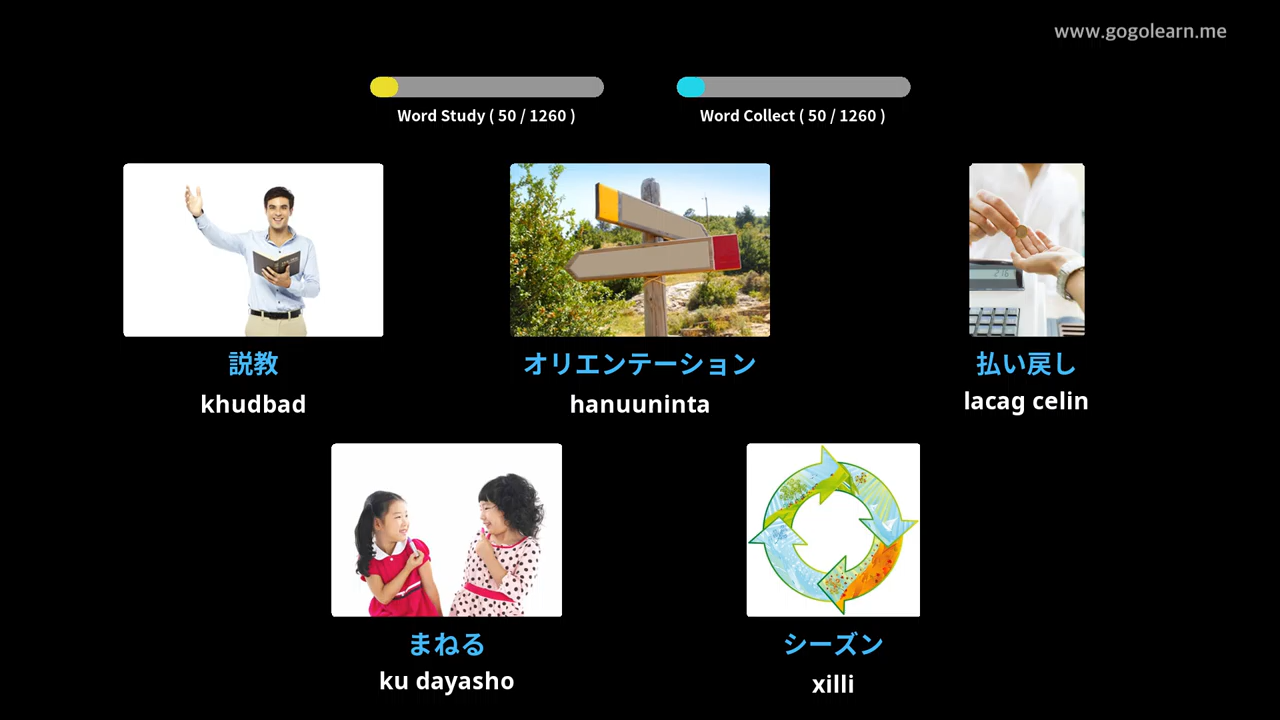 www.gogolearn.me
Word Study ( 50 / 1260 )
Word Collect ( 50 / 1260 )
説教
khudbad
オリエンテーション
hanuuninta
払い戻し
lacag celin
まねる
ku dayasho
シーズン
xilli